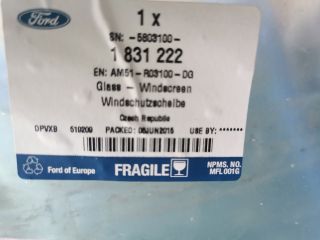 Ford
1 x
SN: -5803100-
1 831 222
EN: AM51-R03100-DG
Glass - Windscreen
Windschutzscheibe
Czech Republic
DPVXB 510209 PACKED: 05JUN2015 USE BY: *******
Ford of Europe
FRAGILE
NPMS. NO.
MFL001G